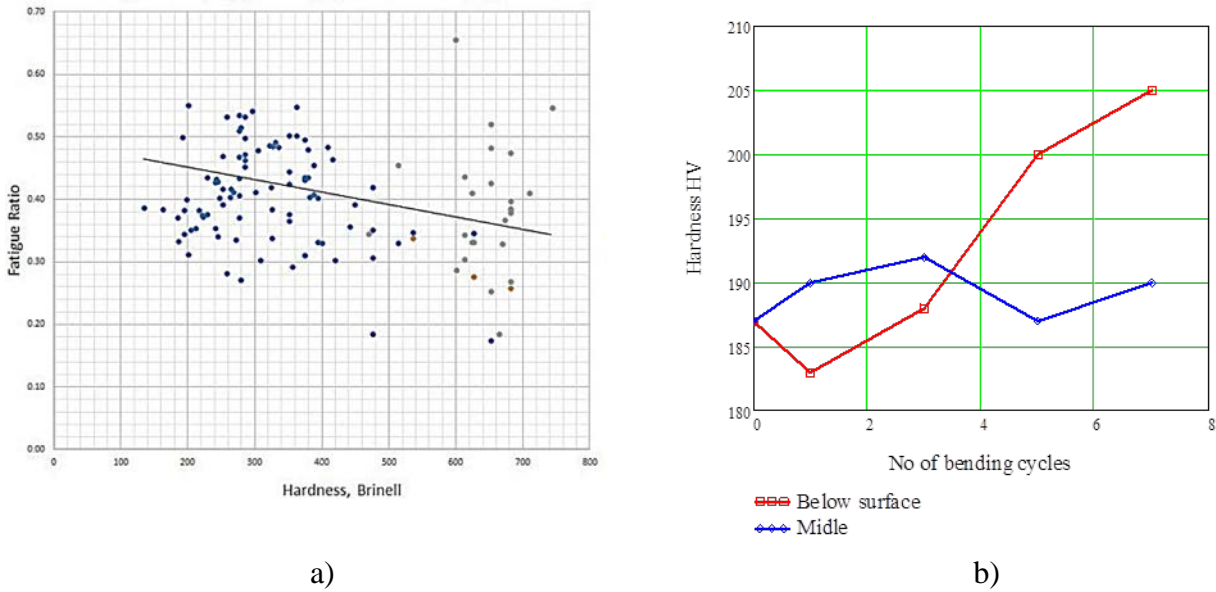 0.70
0.60
0.50
0.40
0.30
0.20
0.10
0.00
Fatigue Ratio
0 100 200 300 400 500 600 700 800
Hardness, Brinell
a)
210
205
200
195
190
185
180
Hardness HV
0 2 4 6 8
No of bending cycles
Below surface
Midle
b)